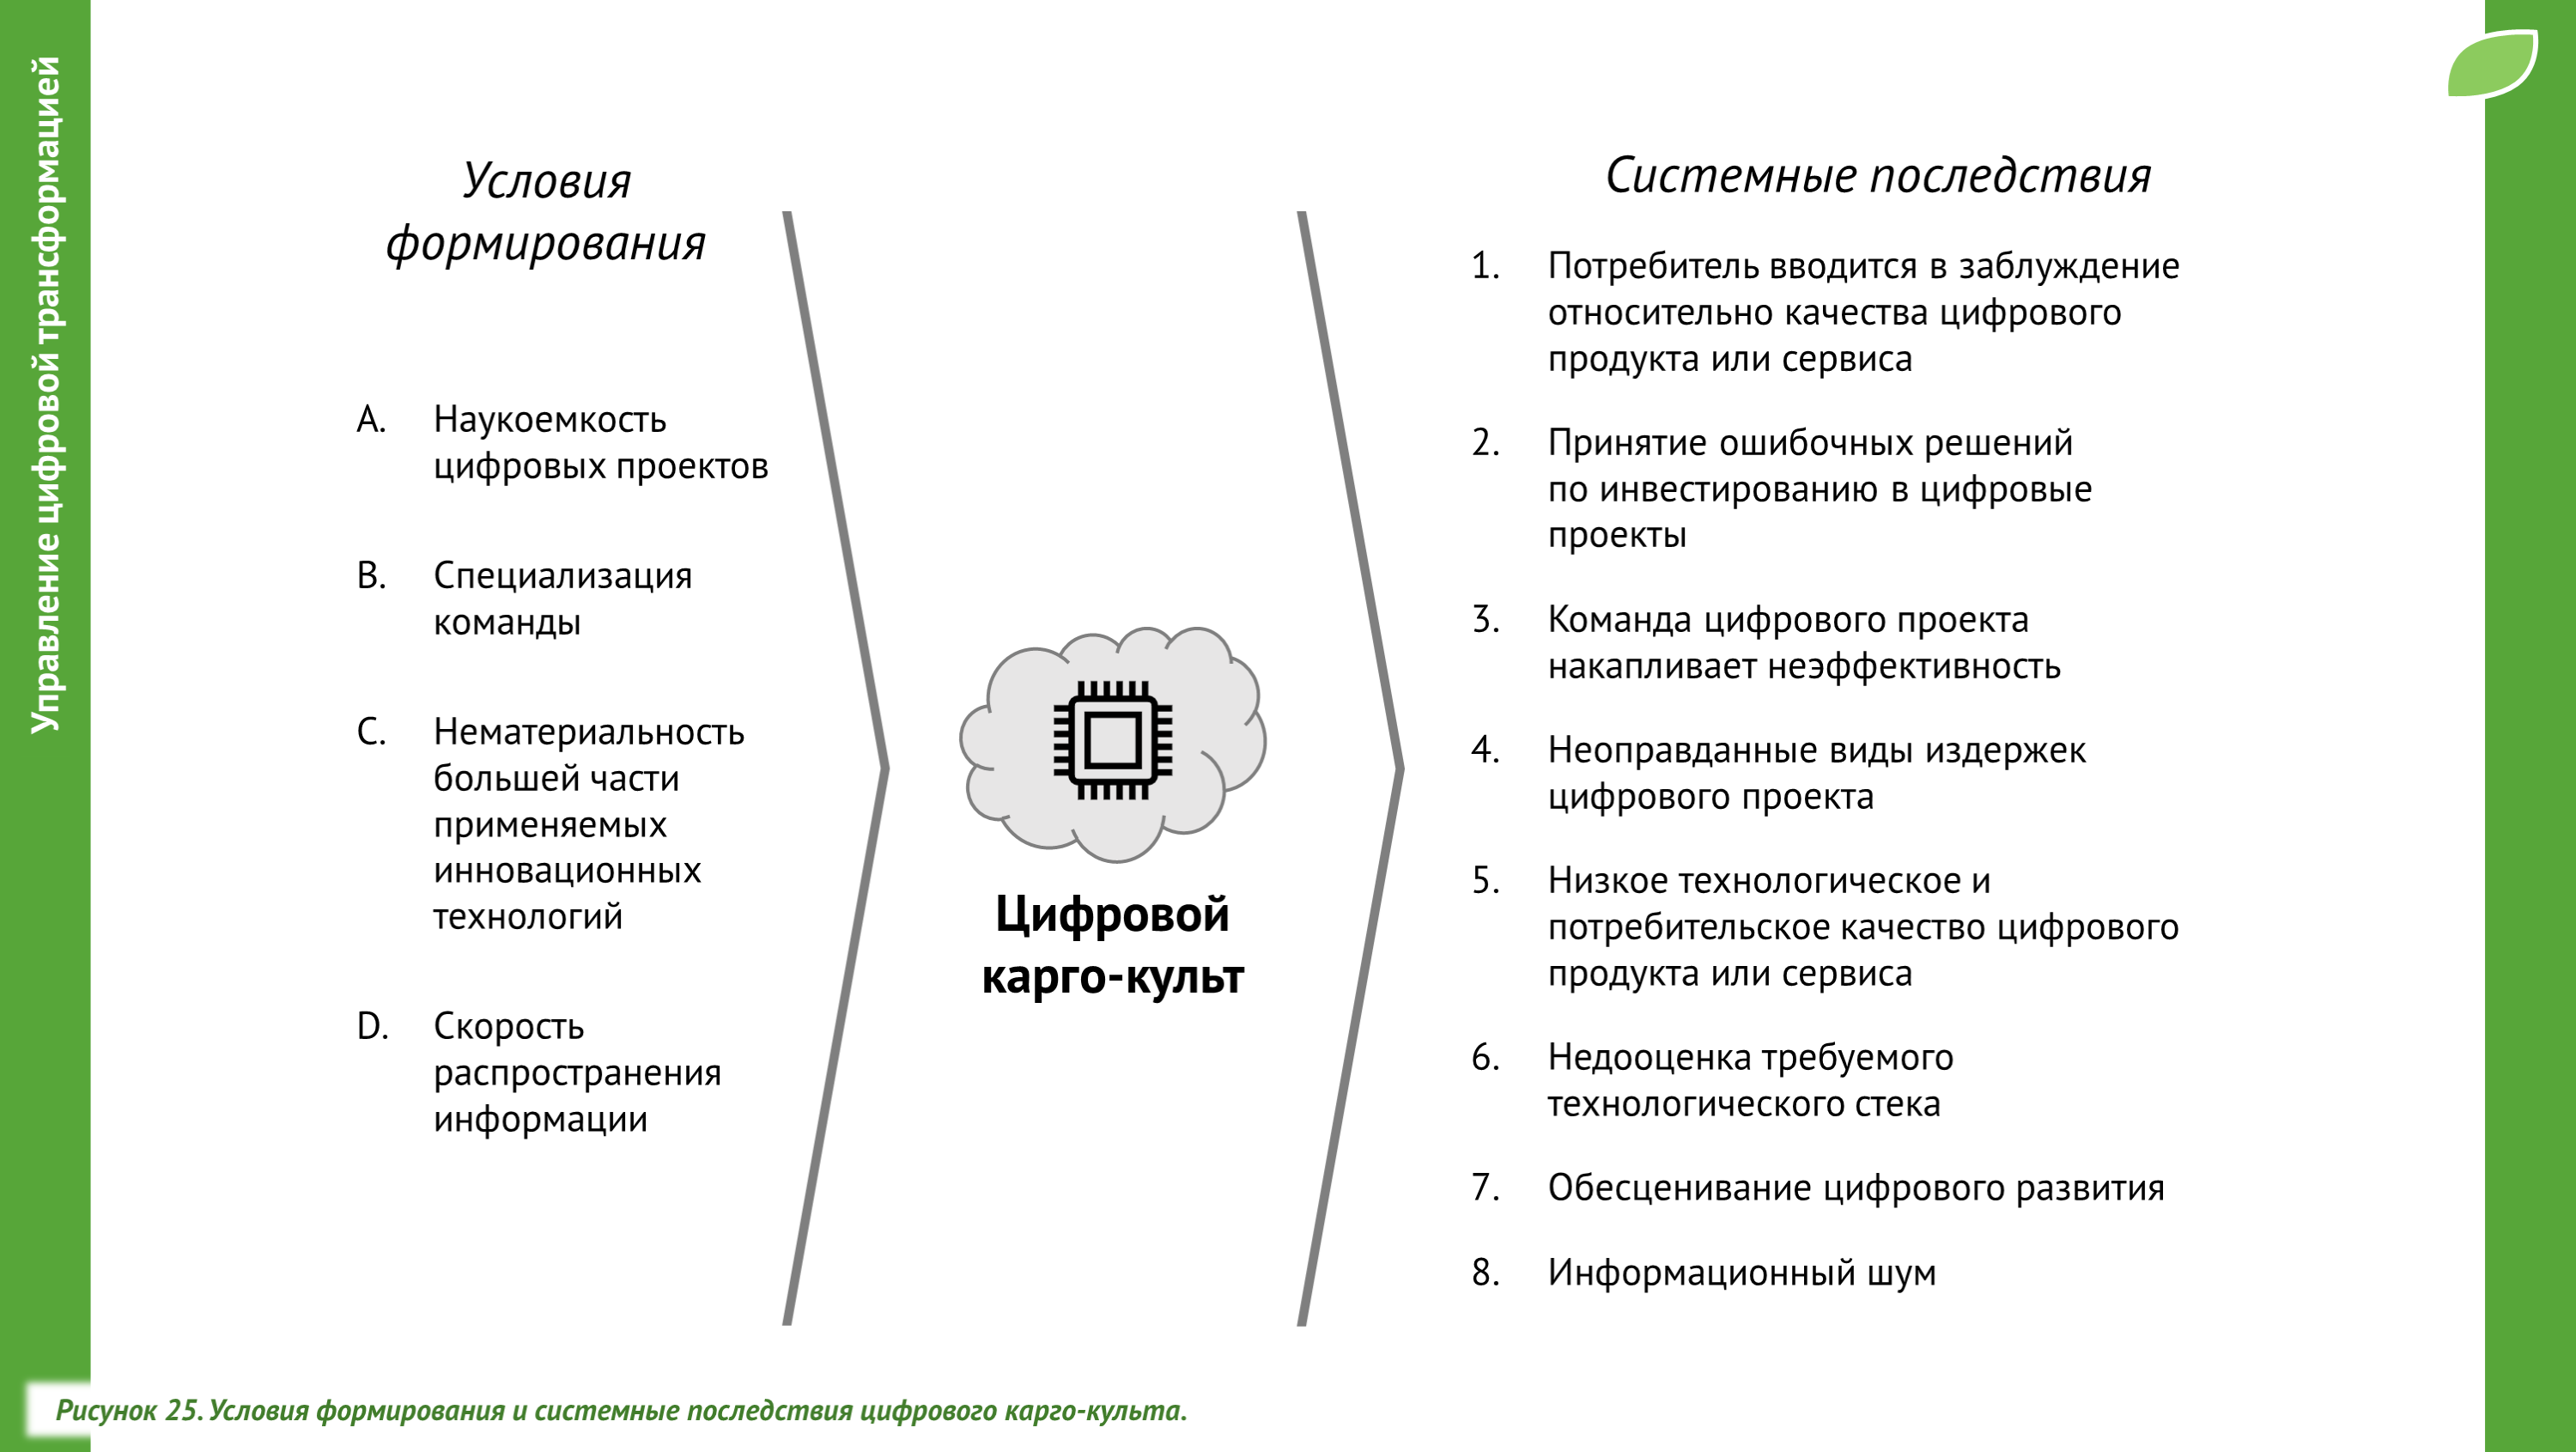 Управление цифровой трансформацией
Условия
формирования
A. Наукоемкость
цифровых проектов
B. Специализация
команды
C. Нематериальность
большей части
применяемых
инновационных
технологий
D. Скорость
распространения
информации
Цифровой
карго-культ
Системные последствия
1. Потребитель вводится в заблуждение
относительно качества цифрового
продукта или сервиса
2. Принятие ошибочных решений
по инвестированию в цифровые
проекты
3. Команда цифрового проекта
накапливает неэффективность
4. Неоправданные виды издержек
цифрового проекта
5. Низкое технологическое и
потребительское качество цифрового
продукта или сервиса
6. Недооценка требуемого
технологического стека
7. Обесценивание цифрового развития
8. Информационный шум
Рисунок 25. Условия формирования и системные последствия цифрового карго-культа.